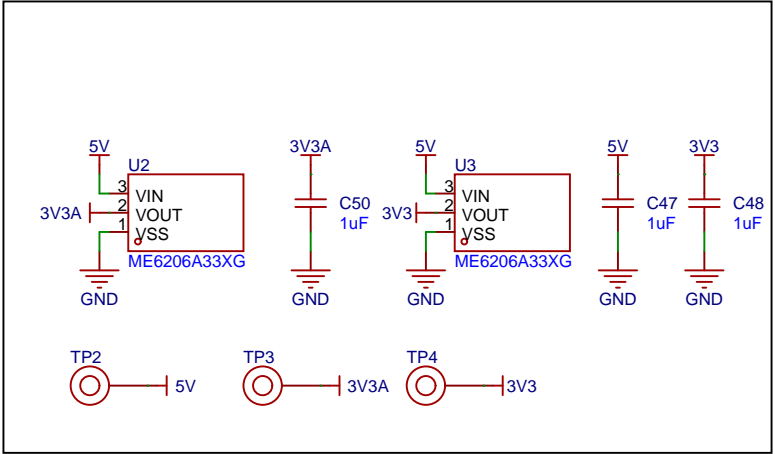 5V
U2
3
VIN
3V3A
2
VOUT
1
VSS
ME6206A33XG
GND
3V3A
C50
1uF
GND
5V
U3
3
VIN
3V3
2
VOUT
1
VSS
ME6206A33XG
GND
5V
C47
1uF
GND
3V3
C48
1uF
GND
TP2
5V
TP3
3V3A
TP4
3V3